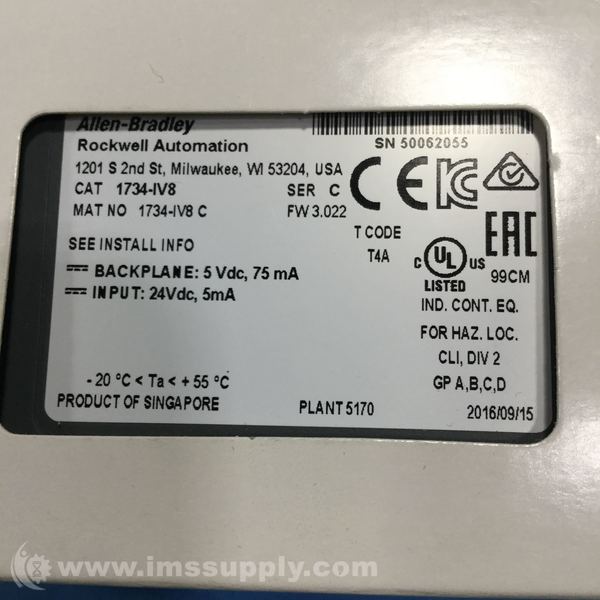 Allen-Bradley
Rockwell Automation
SN 50062055
1201 S 2nd St, Milwaukee, WI 53204, USA
CAT 1734-IV8 SER C
MAT NO 1734-IV8 C FW 3.022
CE KC
T CODE
T4A
SEE INSTALL INFO
BACKPLANE: 5 Vdc, 75 mA
INPUT: 24Vdc, 5mA
C UL US
LISTED
EAC
99CM
IND. CONT. EQ.
FOR HAZ. LOC.
CLI, DIV 2
GP A,B,C,D
- 20 °C < Ta < + 55 °C
PRODUCT OF SINGAPORE
PLANT 5170
2016/09/15
www.imssupply.com